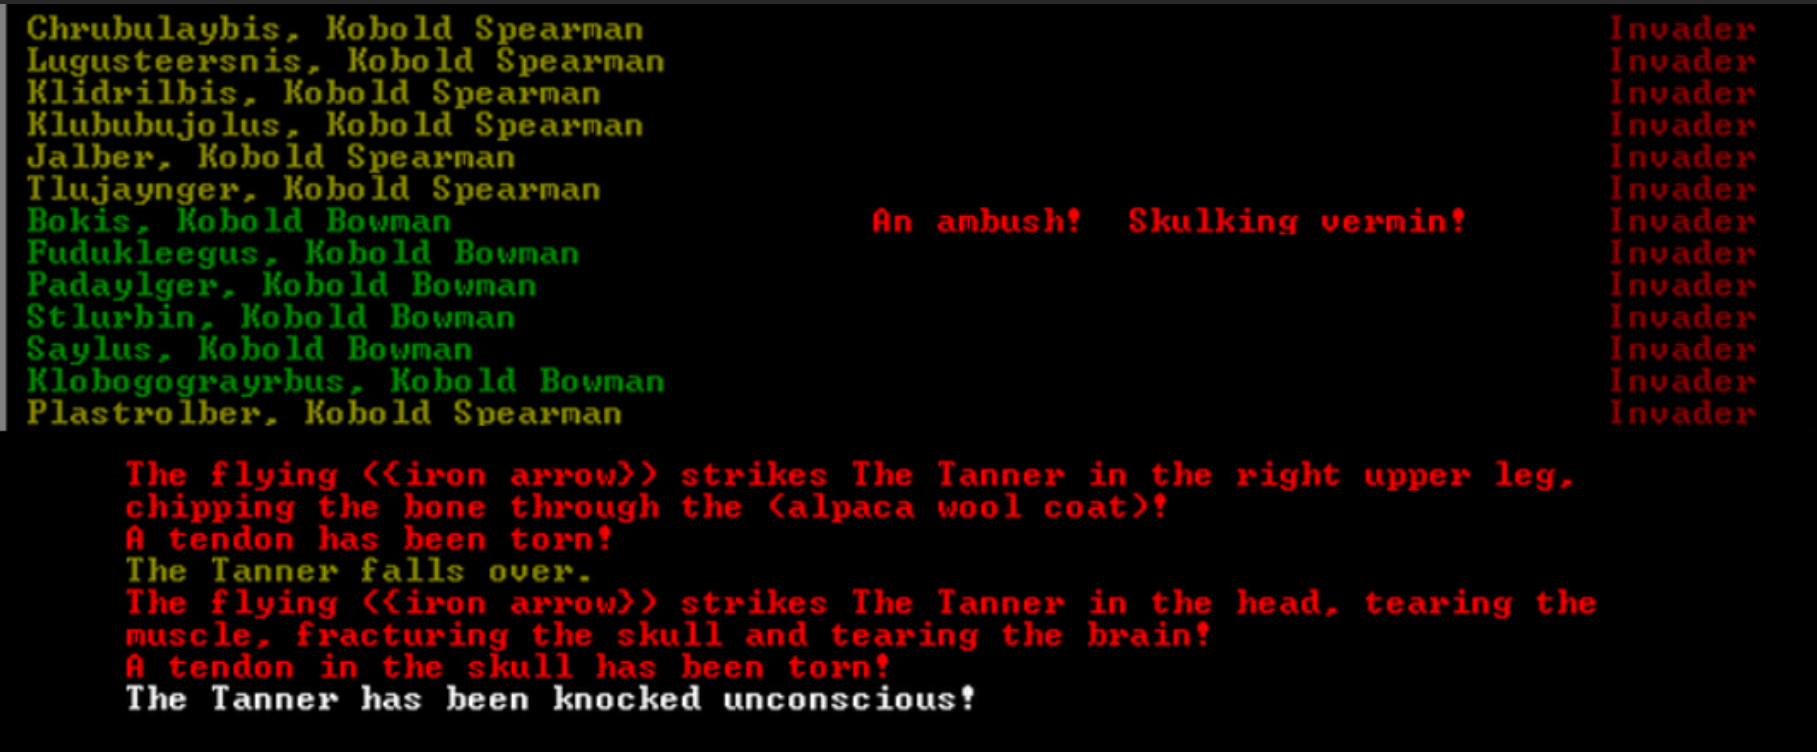 Chrubulaybis, Kobold Spearman Invader
Lugusteersnis, Kobold Spearman Invader
Klidrilbis, Kobold Spearman Invader
Klububujolus, Kobold Spearman Invader
Jalber, Kobold Spearman Invader
Tlujaynger, Kobold Spearman Invader
Bokis, Kobold Bowman An ambush! Skulking vermin! Invader
Fudukleegus, Kobold Bowman Invader
Padaylger, Kobold Bowman Invader
Stlurbin, Kobold Bowman Invader
Saylus, Kobold Bowman Invader
Klobogograyrbus, Kobold Bowman Invader
Plastrolber, Kobold Spearman Invader
The flying ({iron arrow}) strikes The Tanner in the right upper leg,
chipping the bone through the (alpaca wool coat)!
A tendon has been torn!
The Tanner falls over.
The flying ({iron arrow}) strikes The Tanner in the head, tearing the
muscle, fracturing the skull and tearing the brain!
A tendon in the skull has been torn!
The Tanner has been knocked unconscious!